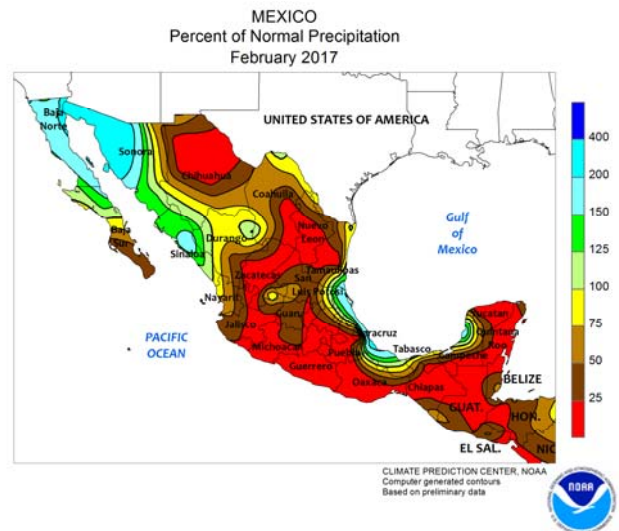 MEXICO
Percent of Normal Precipitation
February 2017
UNITED STATES OF AMERICA
Baja
Norte
Sonora
Chihuahua
Coahuila
Nuevo
Leon
Baja
Sur
Sinaloa
Durango
Zacatecas
Tamaulipas
San
Luis Potosi
Nayarit
Guan
Jalisco
Michoacan
Guerrero
Puebla
Veracruz
Tabasco
Oaxaca
Chiapas
Campeche
Yucatan
Quintana
Roo
BELIZE
GUAT.
HON.
EL SAL.
NIC
Gulf
of
Mexico
PACIFIC
OCEAN
400
200
150
125
100
75
50
25
CLIMATE PREDICTION CENTER, NOAA
Computer generated contours
Based on preliminary data
NOAA